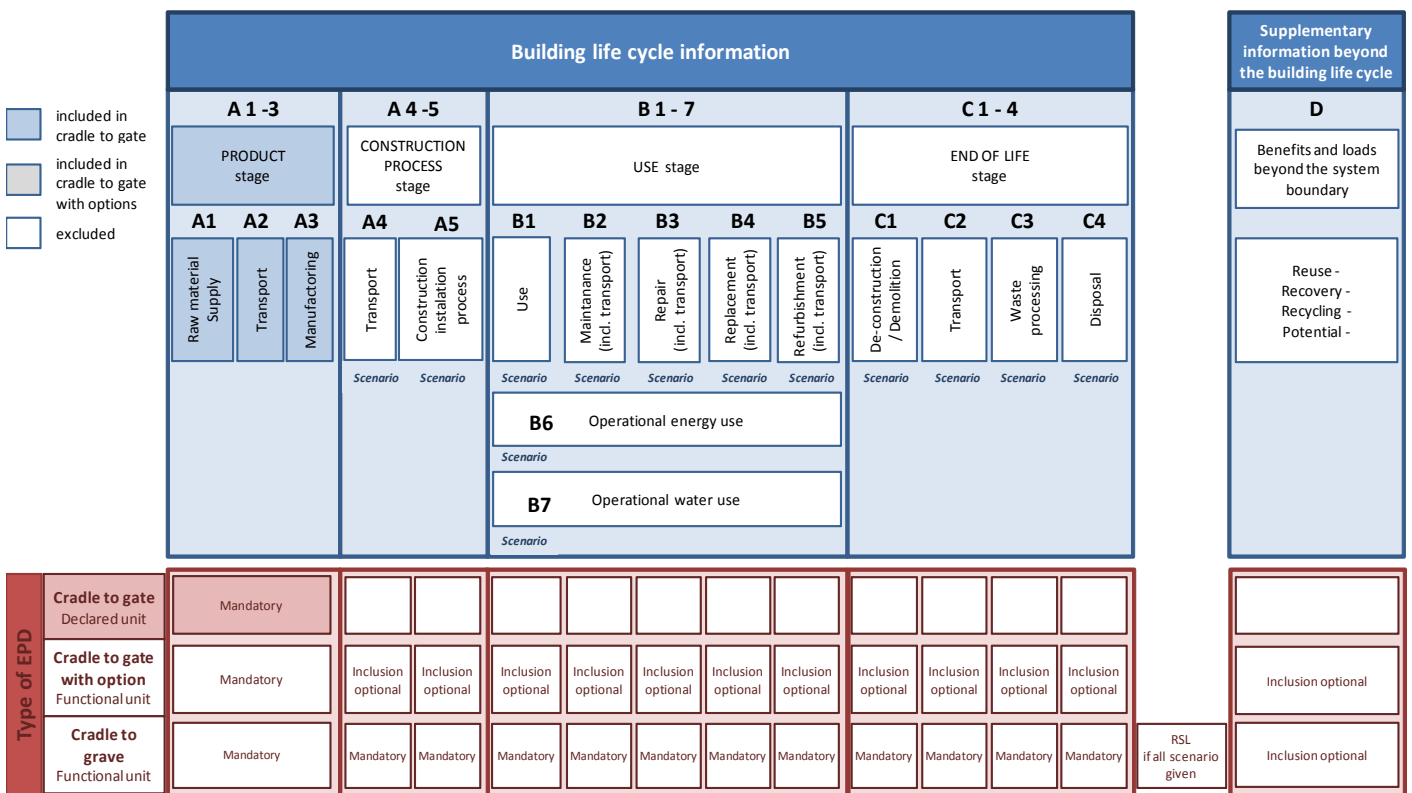 Building life cycle information
Supplementary
information beyond
the building life cycle
included in
cradle to gate
included in
cradle to gate
with options
excluded
A 1 -3
A 4 -5
B 1 - 7
C 1 - 4
D
PRODUCT
stage
CONSTRUCTION
PROCESS
stage
USE stage
END OF LIFE
stage
Benefits and loads
beyond the system
boundary
A1
A2
A3
A4
A5
B1
B2
B3
B4
B5
C1
C2
C3
C4
Raw material
Supply
Transport
Manufactoring
Transport
Construction
instalation
process
Use
Maintanance
(incl. transport)
Repair
(incl. transport)
Replacement
(incl. transport)
Refurbishment
(incl. transport)
De-construction
/ Demolition
Transport
Waste
processing
Disposal
Reuse -
Recovery -
Recycling -
Potential -
Scenario
Scenario
Scenario
Scenario
Scenario
Scenario
Scenario
Scenario
Scenario
Scenario
Scenario
B6
Operational energy use
Scenario
B7
Operational water use
Scenario
Type of EPD
Cradle to gate
Declared unit
Mandatory
Cradle to gate
with option
Functional unit
Mandatory
Inclusion
optional
Inclusion
optional
Inclusion
optional
Inclusion
optional
Inclusion
optional
Inclusion
optional
Inclusion
optional
Inclusion
optional
Inclusion
optional
Inclusion
optional
Inclusion
optional
Inclusion optional
Cradle to
grave
Functional unit
Mandatory
Mandatory
Mandatory
Mandatory
Mandatory
Mandatory
Mandatory
Mandatory
Mandatory
Mandatory
Mandatory
Mandatory
RSL
if all scenario
given
Inclusion optional